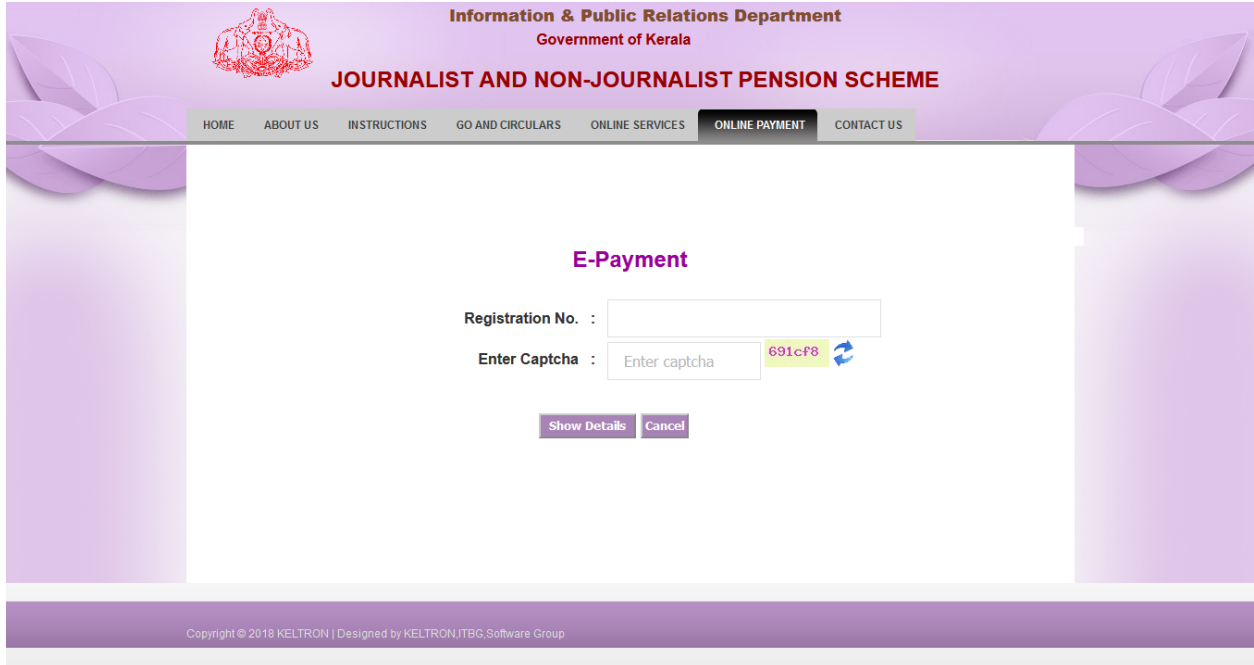 Information & Public Relations Department
Government of Kerala
JOURNALIST AND NON-JOURNALIST PENSION SCHEME
HOME ABOUT US INSTRUCTIONS GO AND CIRCULARS ONLINE SERVICES ONLINE PAYMENT CONTACT US
E-Payment
Registration No. :
Enter Captcha : Enter captcha 691cf8
Show Details Cancel
Copyright © 2018 KELTRON | Designed by KELTRON,ITBG,Software Group